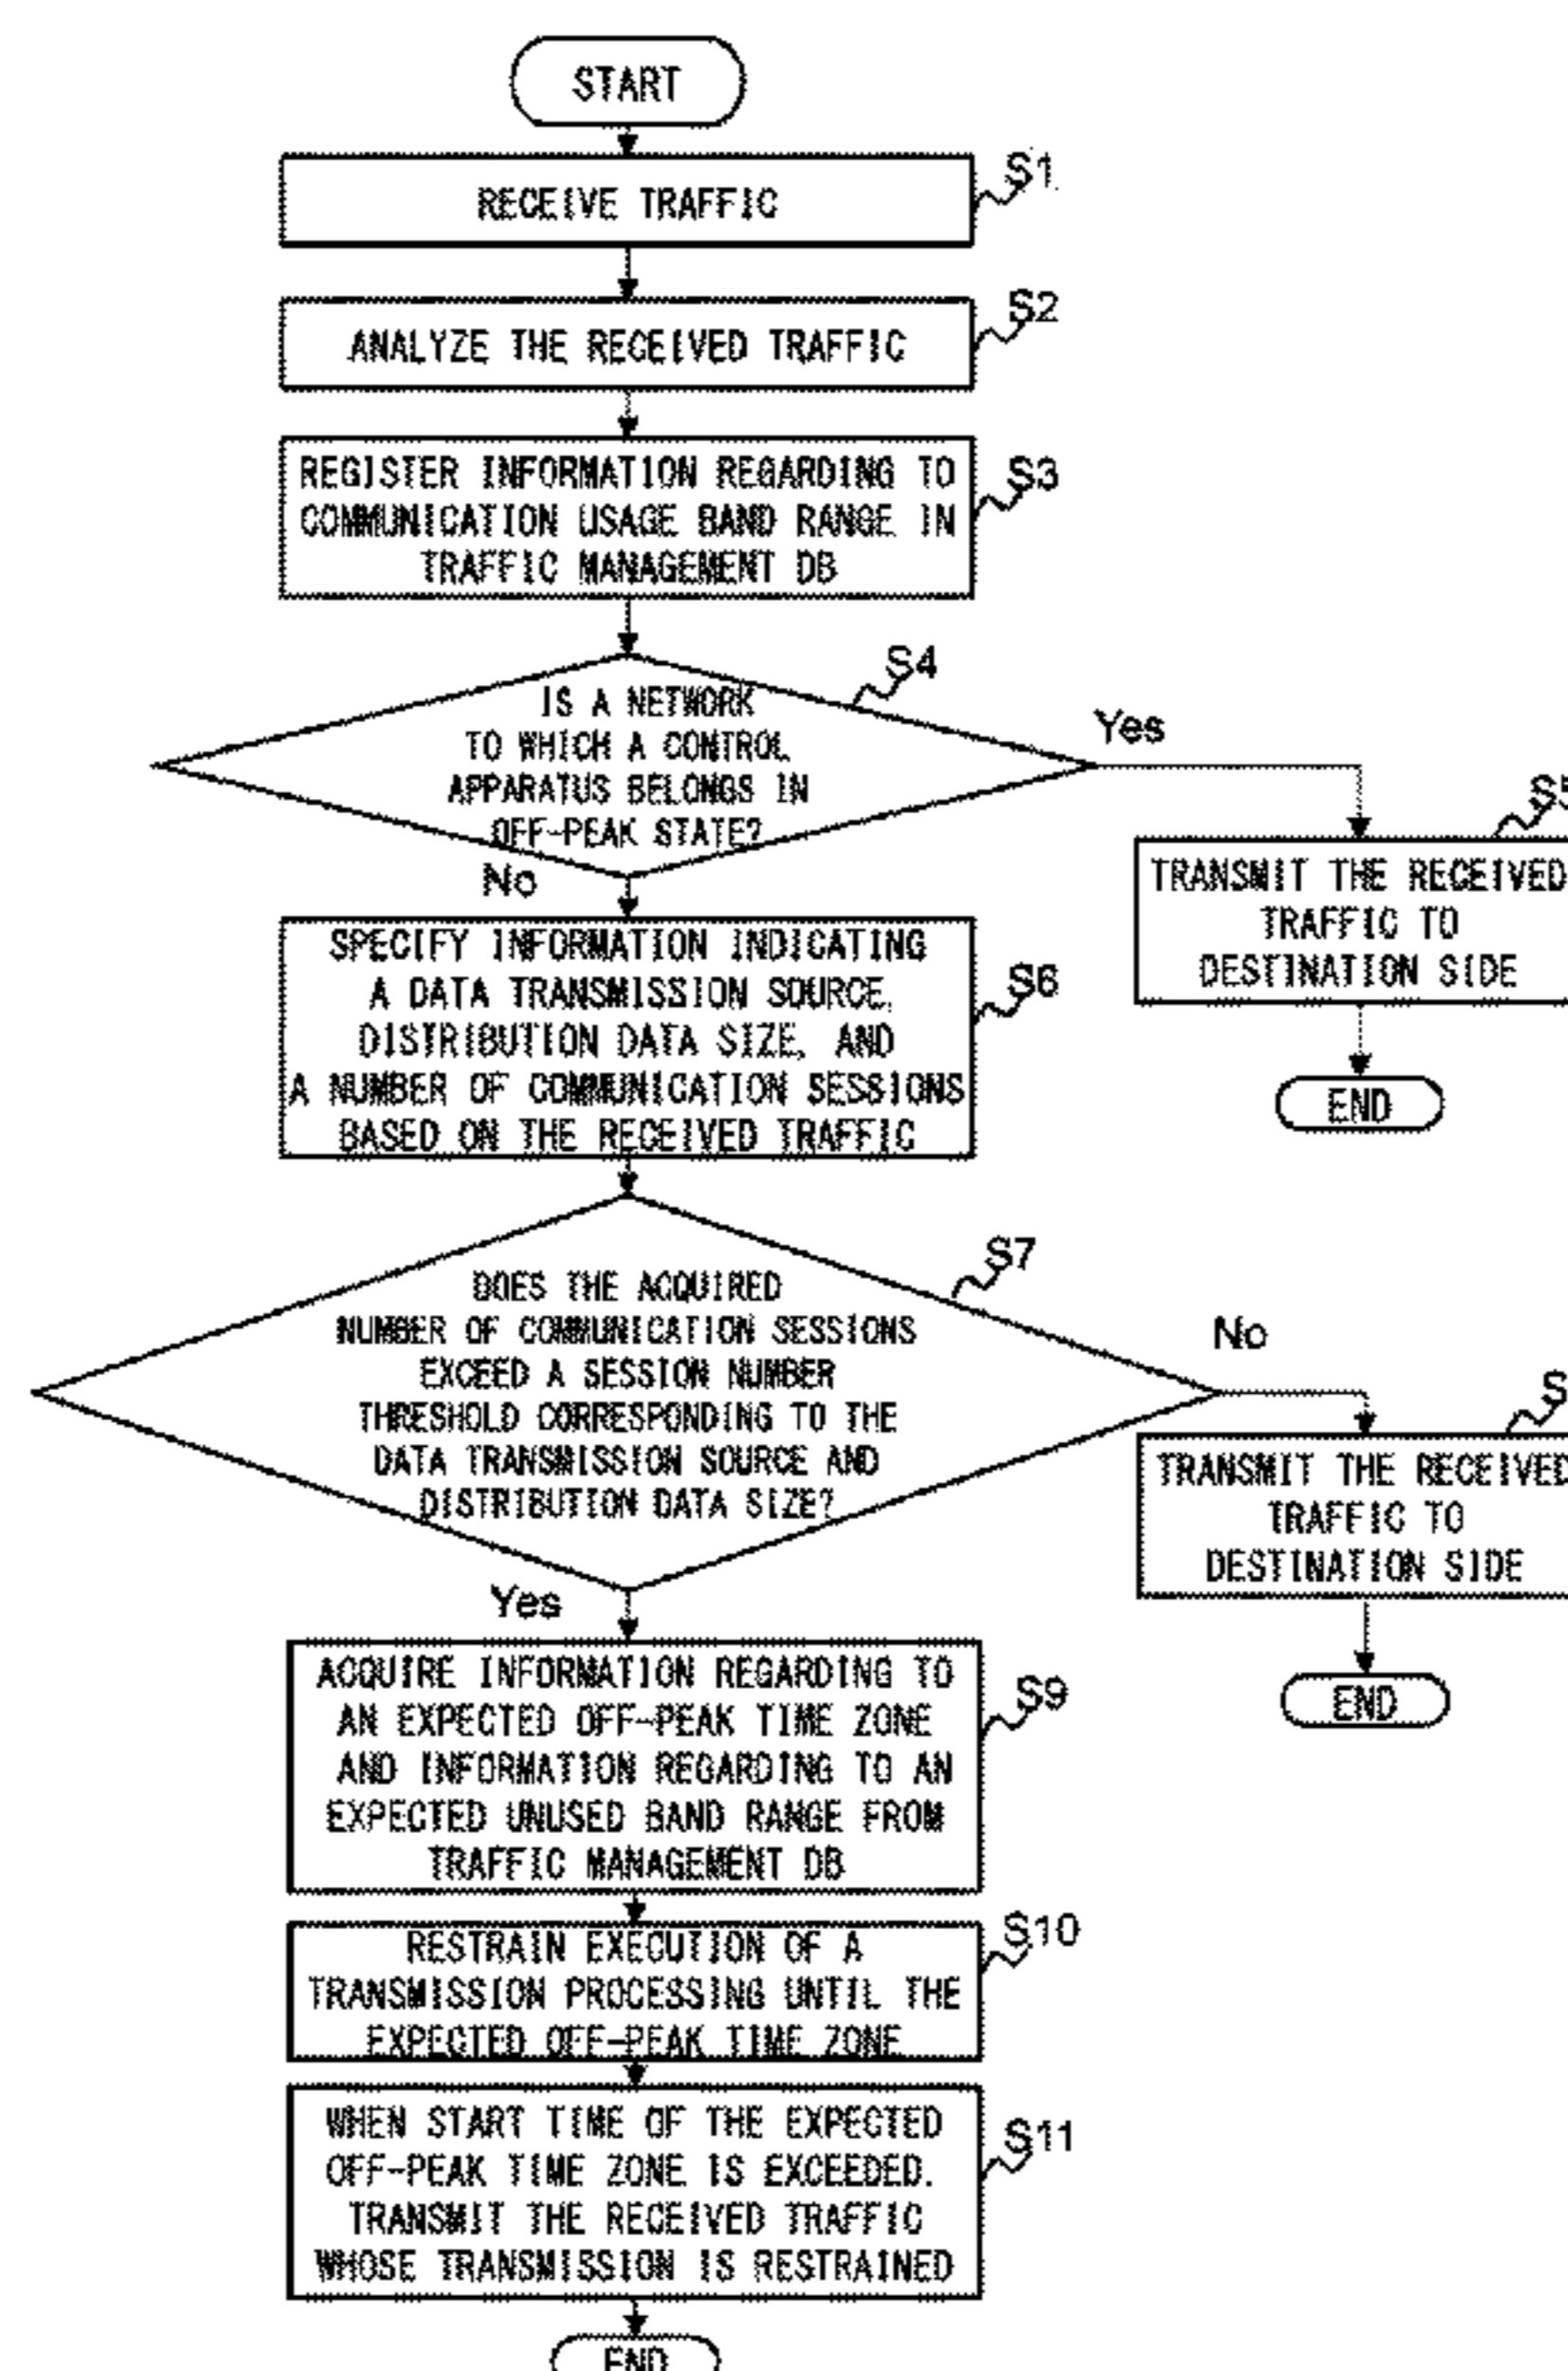 START
RECEIVE TRAFFIC
S1
ANALYZE THE RECEIVED TRAFFIC
S2
REGISTER INFORMATION REGARDING TO
COMMUNICATION USAGE BAND RANGE IN
TRAFFIC MANAGEMENT DB
S3
IS A NETWORK
TO WHICH A CONTROL
APPARATUS BELONGS IN
OFF-PEAK STATE?
S4
Yes
No
S5
TRANSMIT THE RECEIVED
TRAFFIC TO
DESTINATION SIDE
END
SPECIFY INFORMATION INDICATING
A DATA TRANSMISSION SOURCE,
DISTRIBUTION DATA SIZE, AND
A NUMBER OF COMMUNICATION SESSIONS
BASED ON THE RECEIVED TRAFFIC
S6
DOES THE ACQUIRED
NUMBER OF COMMUNICATION SESSIONS
EXCEED A SESSION NUMBER
THRESHOLD CORRESPONDING TO THE
DATA TRANSMISSION SOURCE AND
DISTRIBUTION DATA SIZE?
S7
No
Yes
S
TRANSMIT THE RECEIVED
TRAFFIC TO
DESTINATION SIDE
END
ACQUIRE INFORMATION REGARDING TO
AN EXPECTED OFF-PEAK TIME ZONE
AND INFORMATION REGARDING TO AN
EXPECTED UNUSED BAND RANGE FROM
TRAFFIC MANAGEMENT DB
S9
RESTRAIN EXECUTION OF A
TRANSMISSION PROCESSING UNTIL THE
EXPECTED OFF-PEAK TIME ZONE
S10
WHEN START TIME OF THE EXPECTED
OFF-PEAK TIME ZONE IS EXCEEDED.
TRANSMIT THE RECEIVED TRAFFIC
WHOSE TRANSMISSION IS RESTRAINED
S11
END